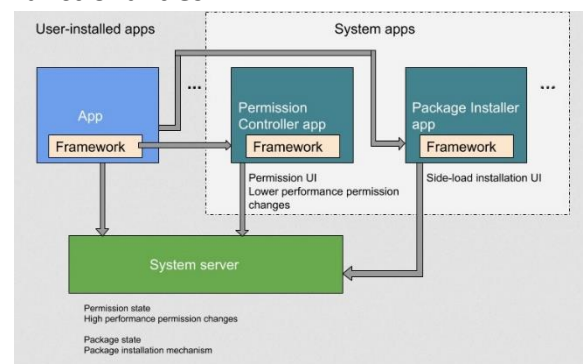 User-installed apps
System apps
...
...
App
Framework
Permission
Controller app
Framework
Package Installer
app
Framework
Permission UI
Lower performance permission
changes
Side-load installation UI
System server
Permission state
High performance permission changes
Package state
Package installation mechanism